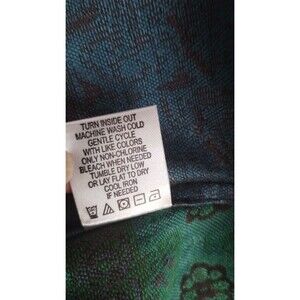 TURN INSIDE OUT
MACHINE WASH COLD
GENTLE CYCLE
WITH LIKE COLORS
ONLY NON-CHLORINE
BLEACH WHEN NEEDED
TUMBLE DRY LOW
OR LAY FLAT TO DRY
COOL IRON
IF NEEDED